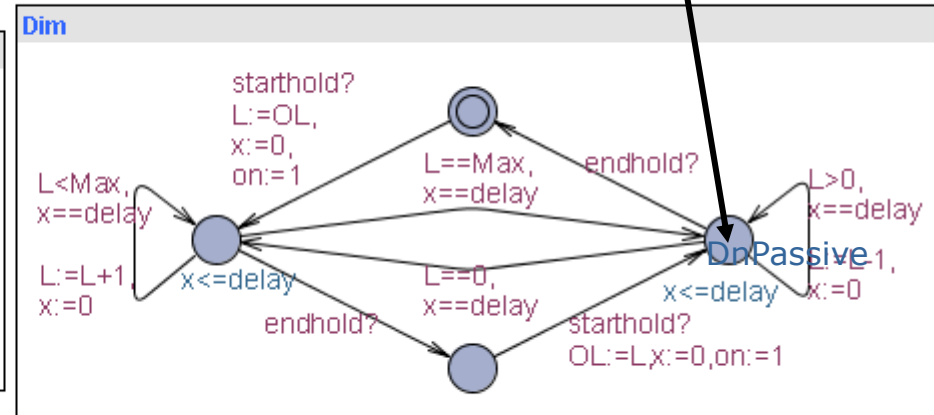 Dim
starthold?
L:=OL,
x:=0,
on:=1
L==Max,
x==delay
endhold?
L<Max,
x==delay
L>0,
x==delay
DnPassive
L:=L+1,
x:=0
x<=delay
L==0,
x==delay
x<=delay
L:=L-1,
x:=0
endhold?
starthold?
OL:=L,x:=0,on:=1